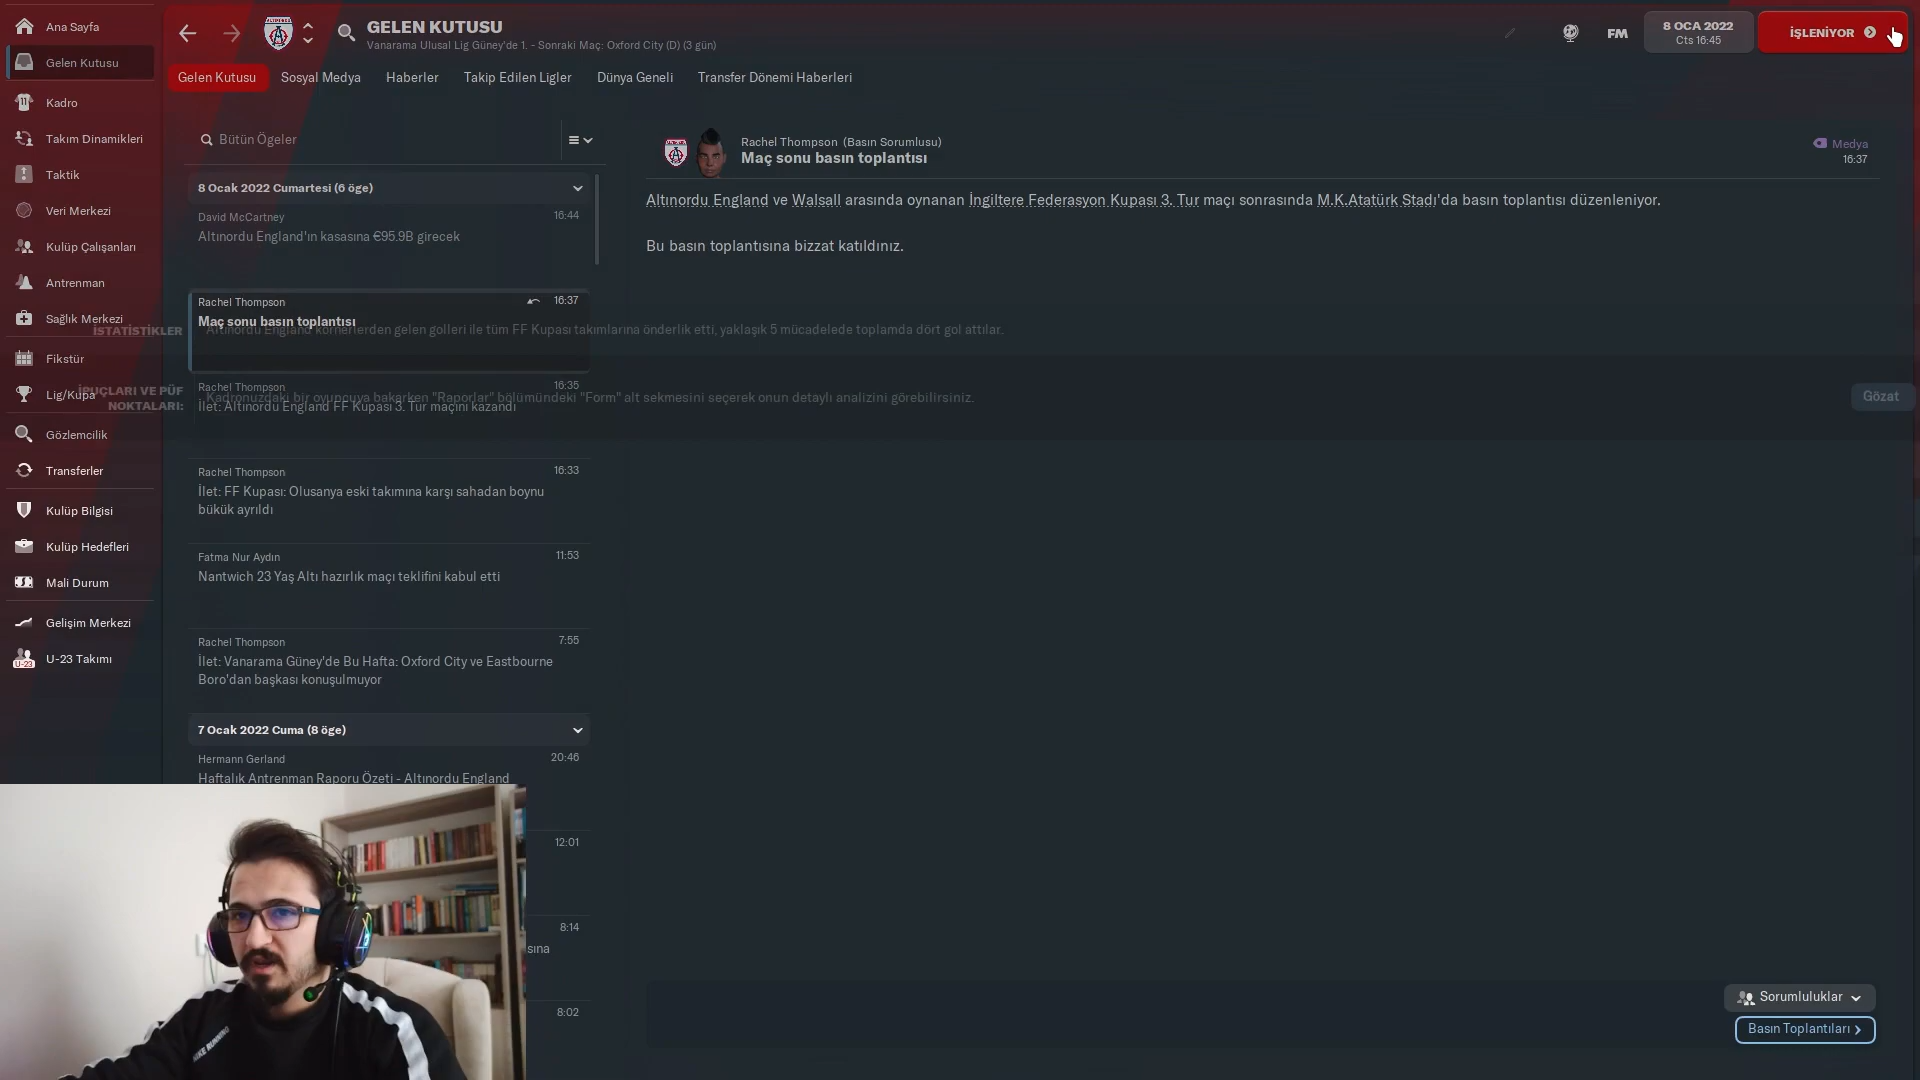 Ana Sayfa
Gelen Kutusu
Kadro
Takım Dinamikleri
Taktik
Veri Merkezi
Kulüp Çalışanları
Antrenman
Sağlık Merkezi
Fikstür
Lig/Kupa
Gözlemcilik
Transferler
Kulüp Bilgisi
Kulüp Hedefleri
Mali Durum
Gelişim Merkezi
U-23 Takımı
GELEN KUTUSU
Vanarama Ulusal Lig Güney'de 1. - Sonraki Maç: Oxford City (D) (3 gün)
FM
8 OCA 2022
Cts 16:45
İŞLENİYOR
Gelen Kutusu
Sosyal Medya
Haberler
Takip Edilen Ligler
Dünya Geneli
Transfer Dönemi Haberleri
Bütün Ögeler
8 Ocak 2022 Cumartesi (6 öge)
David McCartney 16:44
Altınordu England'ın kasasına €95.9B girecek
Rachel Thompson 16:37
Maç sonu basın toplantısı
Rachel Thompson 16:35
İlet: Altınordu England FF Kupası 3. Tur maçını kazandı
Rachel Thompson 16:33
İlet: FF Kupası: Olusanya eski takımına karşı sahadan boynu
bükük ayrıldı
Fatma Nur Aydın 11:53
Nantwich 23 Yaş Altı hazırlık maçı teklifini kabul etti
Rachel Thompson 7:55
İlet: Vanarama Güney'de Bu Hafta: Oxford City ve Eastbourne
Boro'dan başkası konuşulmuyor
7 Ocak 2022 Cuma (8 öge)
Hermann Gerland 20:46
Haftalık Antrenman Raporu Özeti - Altınordu England
12:01
8:14
sına
8:02
Rachel Thompson (Basın Sorumlusu)
Maç sonu basın toplantısı
Medya
16:37
Altınordu England ve Walsall arasında oynanan İngiltere Federasyon Kupası 3. Tur maçı sonrasında M.K.Atatürk Stadı'da basın toplantısı düzenleniyor.
Bu basın toplantısına bizzat katıldınız.
İSTATİSTİKLER
Altınordu England kornerlerden gelen golleri ile tüm FF Kupası takımlarına önderlik etti, yaklaşık 5 mücadelede toplamda dört gol attılar.
İPUÇLARI VE PÜF
NOKTALARI:
Kadronuzdaki bir oyuncuya bakarken "Raporlar" bölümündeki "Form" alt sekmesini seçerek onun detaylı analizini görebilirsiniz.
Gözat
Sorumluluklar
Basın Toplantıları
U-23
NIKE RUNNING